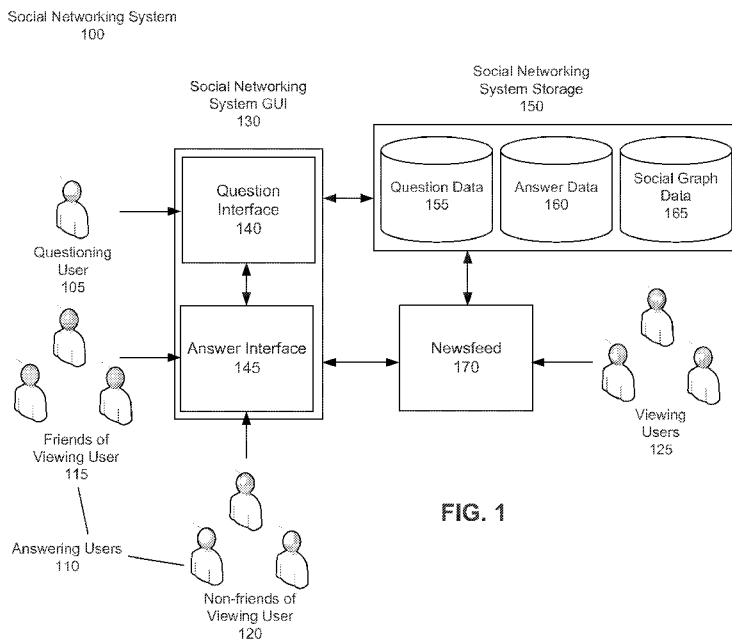 Social Networking System
100
Social Networking
System GUI
130
Social Networking
System Storage
150
Question
Interface
140
Question Data
155
Answer Data
160
Social Graph
Data
165
Questioning
User
105
Answer Interface
145
Newsfeed
170
Friends of
Viewing User
115
Viewing
Users
125
FIG. 1
Answering Users
110
Non-friends of
Viewing User
120